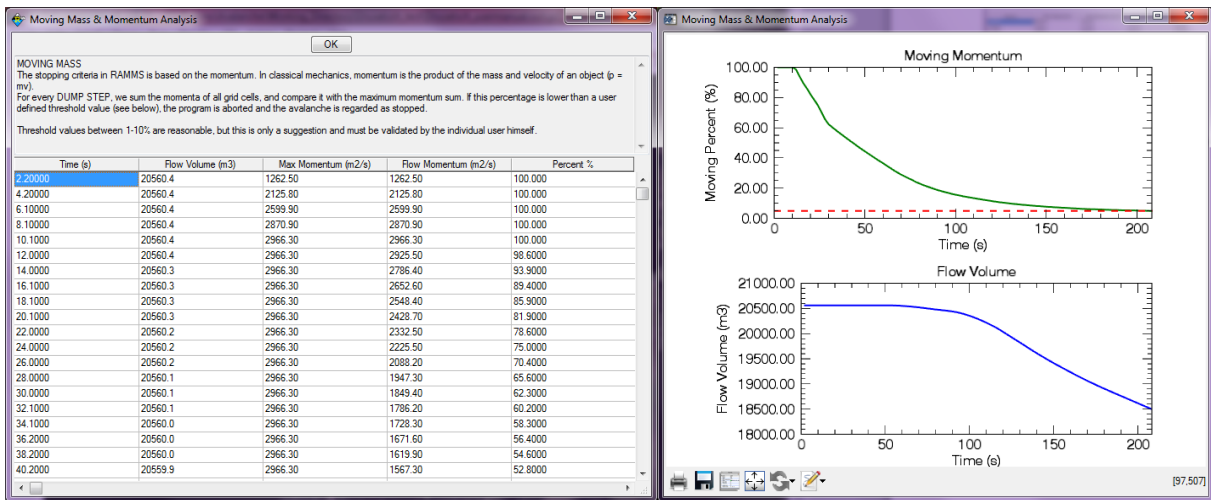 Moving Mass & Momentum Analysis
OK
MOVING MASS
The stopping criteria in RAMMS is based on the momentum. In classical mechanics, momentum is the product of the mass and velocity of an object (p =
mv).
For every DUMP STEP, we sum the momenta of all grid cells, and compare it with the maximum momentum sum. If this percentage is lower than a user
defined threshold value (see below), the program is aborted and the avalanche is regarded as stopped.
Threshold values between 1-10% are reasonable, but this is only a suggestion and must be validated by the individual user himself.
Time (s) Flow Volume (m3) Max Momentum (m2/s) Flow Momentum (m2/s) Percent %
2.20000 20560.4 1262.50 1262.50 100.000
4.20000 20560.4 2125.80 2125.80 100.000
6.10000 20560.4 2599.90 2599.90 100.000
8.10000 20560.4 2870.90 2870.90 100.000
10.1000 20560.4 2966.30 2966.30 100.000
12.0000 20560.4 2966.30 2925.50 98.6000
14.0000 20560.3 2966.30 2786.40 93.9000
16.1000 20560.3 2966.30 2652.60 89.4000
18.1000 20560.3 2966.30 2548.40 85.9000
20.1000 20560.3 2966.30 2428.70 81.9000
22.0000 20560.2 2966.30 2332.50 78.6000
24.0000 20560.2 2966.30 2225.50 75.0000
26.0000 20560.2 2966.30 2088.20 70.4000
28.0000 20560.1 2966.30 1947.30 65.6000
30.0000 20560.1 2966.30 1849.40 62.3000
32.1000 20560.1 2966.30 1786.20 60.2000
34.1000 20560.0 2966.30 1728.30 58.3000
36.2000 20560.0 2966.30 1671.60 56.4000
38.2000 20560.0 2966.30 1619.90 54.6000
40.2000 20559.9 2966.30 1567.30 52.8000
Moving Mass & Momentum Analysis
Moving Momentum
Moving Percent (%)
100.00
80.00
60.00
40.00
20.00
0.00
0 50 100 150 200
Time (s)
Flow Volume
Flow Volume (m3)
21000.00
20500.00
20000.00
19500.00
19000.00
18500.00
18000.00
0 50 100 150 200
Time (s)
[97,507]